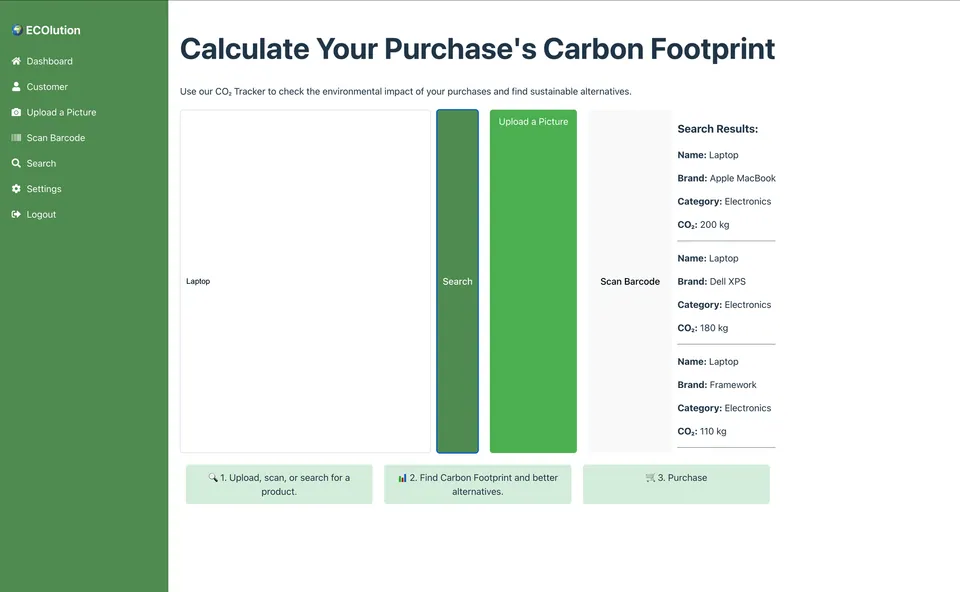 🌍 ECOlution
Dashboard
Customer
Upload a Picture
Scan Barcode
Search
Settings
Logout
Calculate Your Purchase's Carbon Footprint
Use our CO₂ Tracker to check the environmental impact of your purchases and find sustainable alternatives.
Laptop
Search
Upload a Picture
Scan Barcode
Search Results:
Name: Laptop
Brand: Apple MacBook
Category: Electronics
CO₂: 200 kg
Name: Laptop
Brand: Dell XPS
Category: Electronics
CO₂: 180 kg
Name: Laptop
Brand: Framework
Category: Electronics
CO₂: 110 kg
🔍 1. Upload, scan, or search for a
product.
📊 2. Find Carbon Footprint and better
alternatives.
🛒 3. Purchase